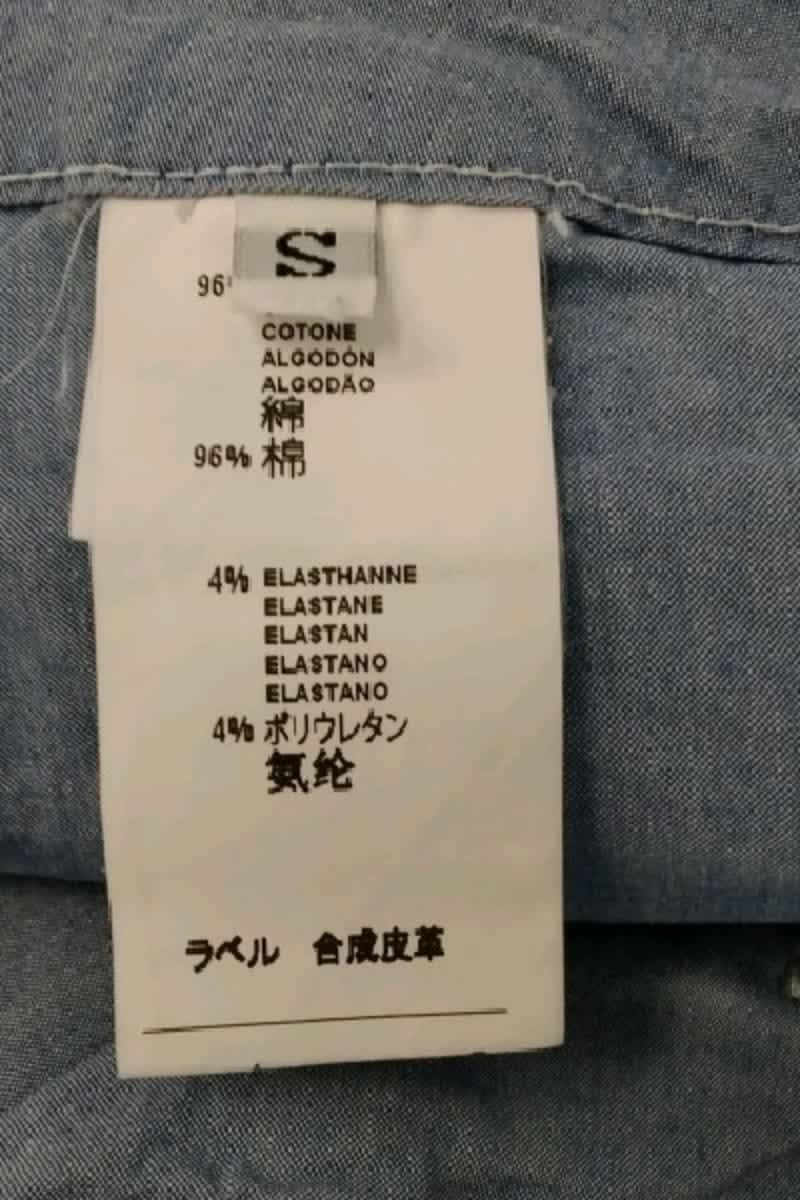 S
96
COTONE
ALGODÓN
ALGODÃO
綿
96% 棉
4% ELASTHANNE
ELASTANE
ELASTAN
ELASTANO
ELASTANO
4% ポリウレタン
氨纶
ラベル 合成皮革